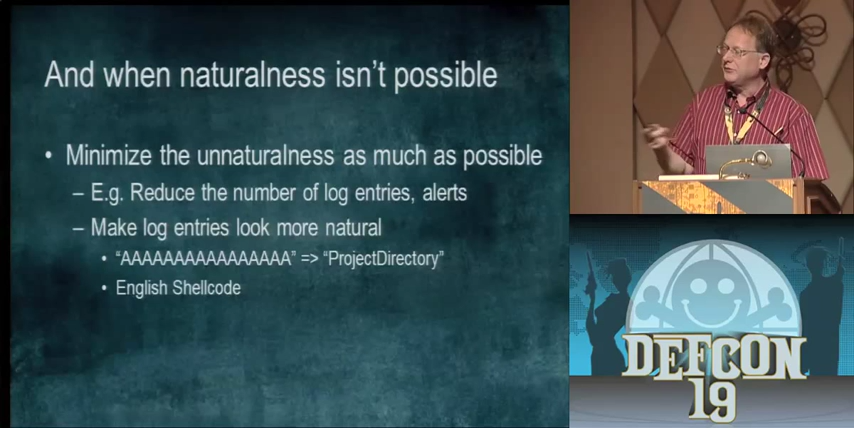 And when naturalness isn't possible
• Minimize the unnaturalness as much as possible
– E.g. Reduce the number of log entries, alerts
– Make log entries look more natural
• "AAAAAAAAAAAAAAAAA" => "ProjectDirectory"
• English Shellcode
DEFCON
19